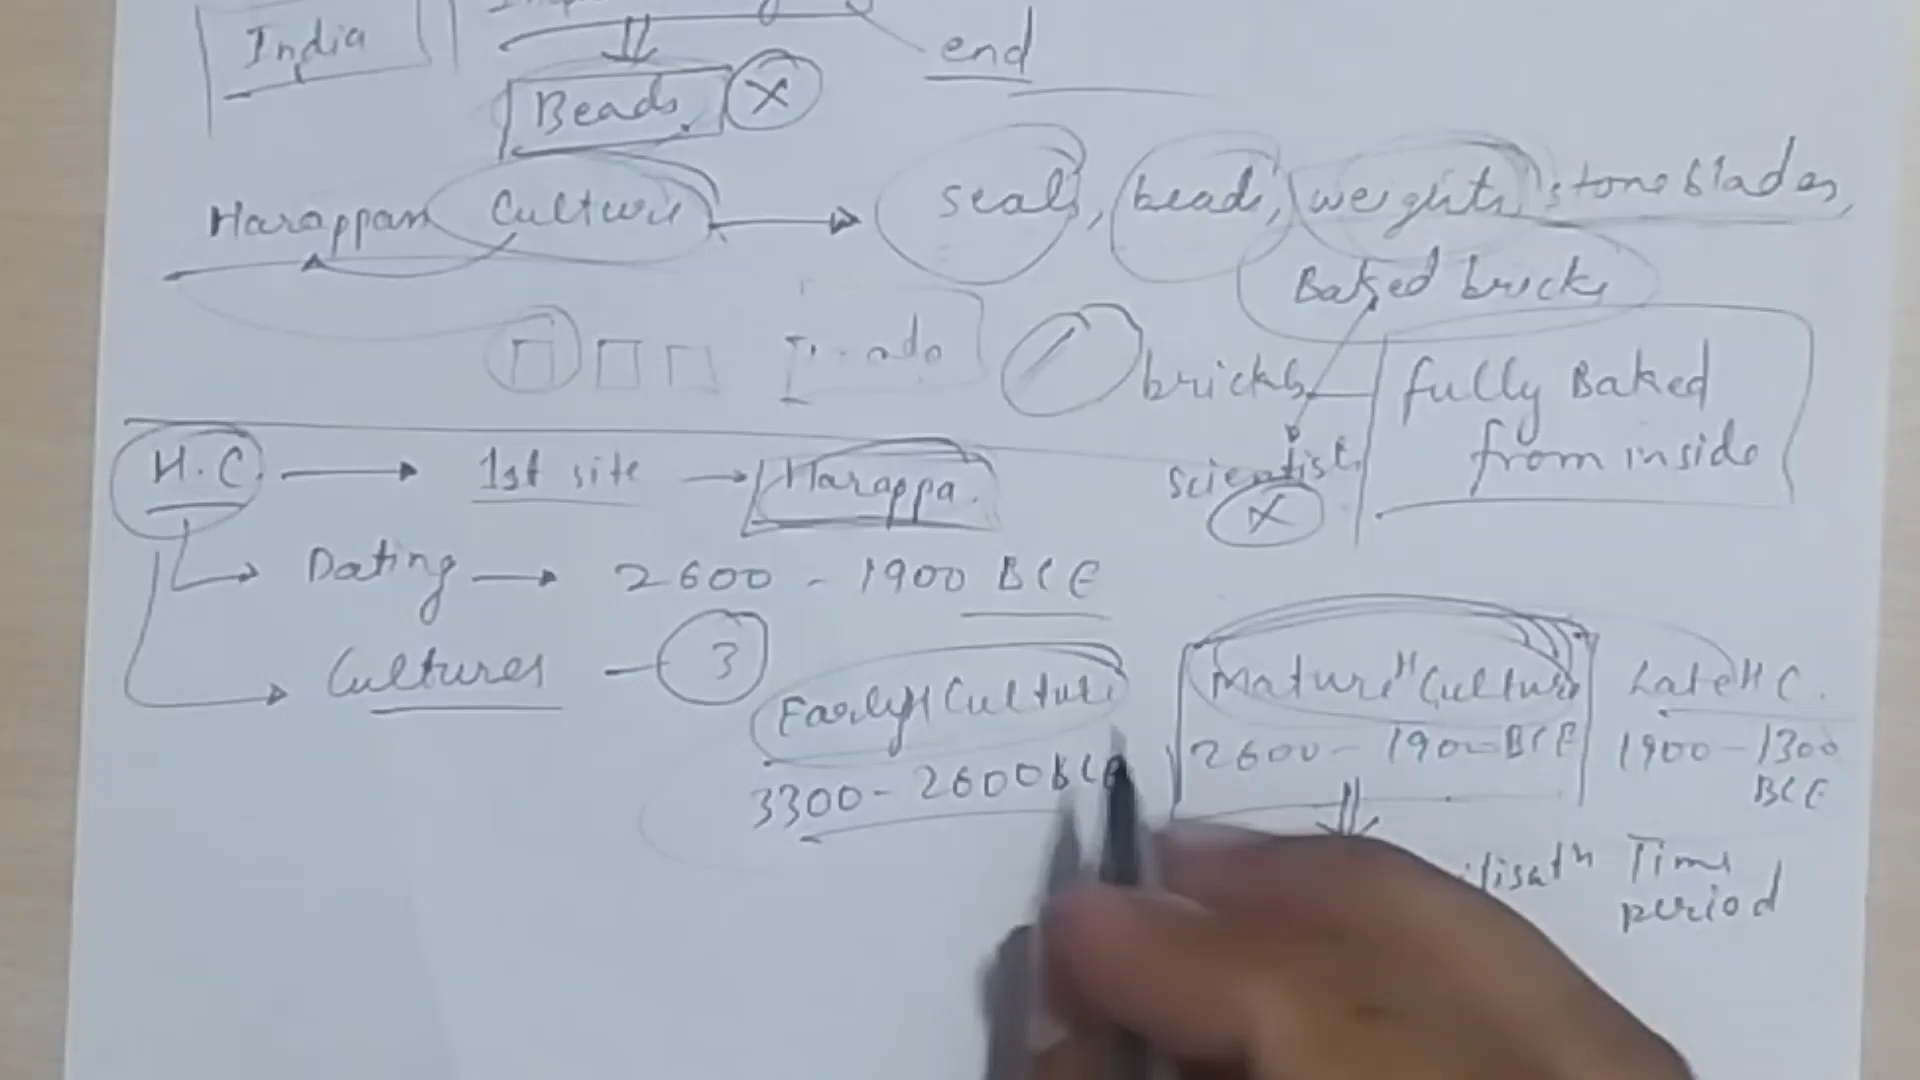 India
end
Beads
Harappan Culture → seals, beads, weights, stone blades,
Baked bricks
bricks
fully Baked
from inside
H.C. → 1st site → Harappa.
scientist
Dating → 2600 - 1900 BCE
Cultures - 3
Early H Culture
3300 - 2600 BCE
Mature H Culture
2600 - 1900 BCE
Late H C.
1900 - 1300
BCE
Time
period